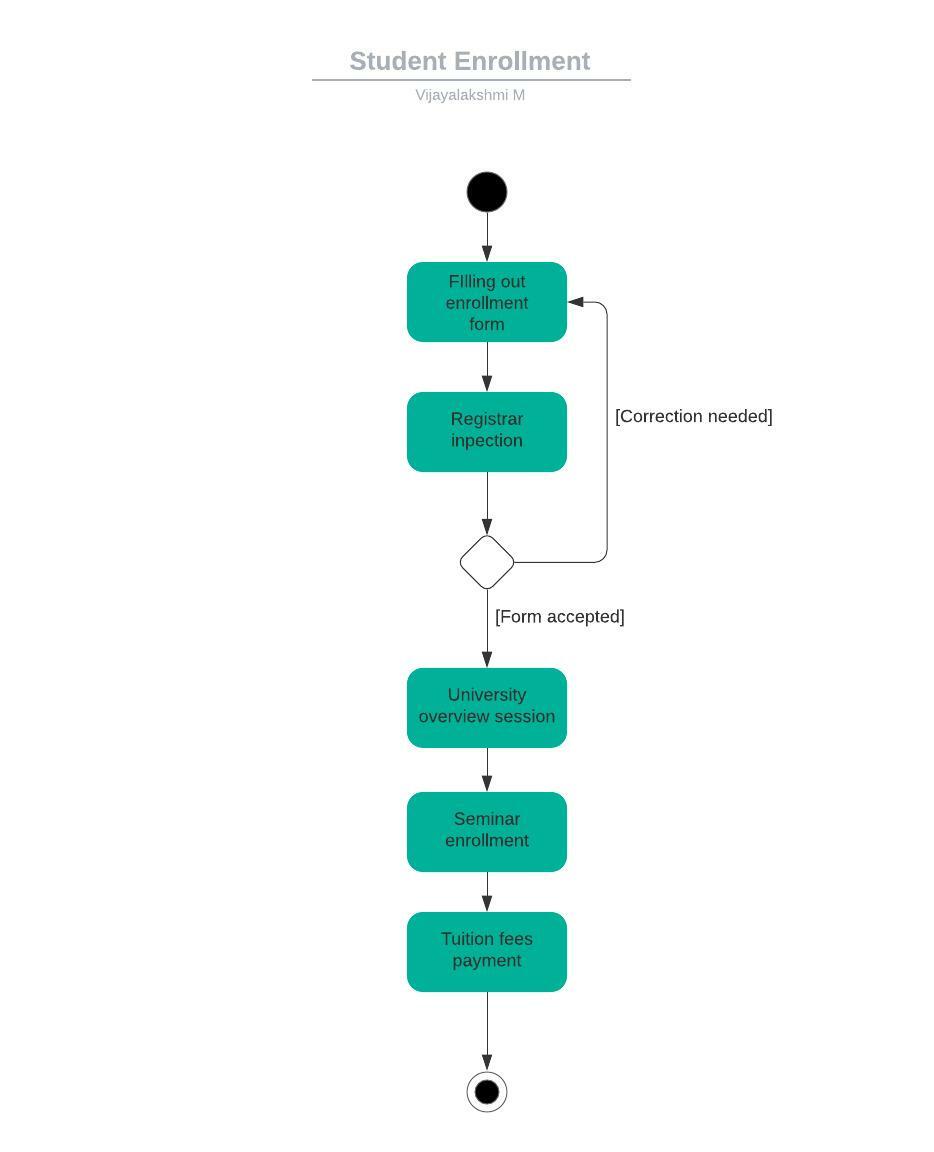 Student Enrollment
Vijayalakshmi M
FIlling out
enrollment
form
Registrar
inpection
[Correction needed]
[Form accepted]
University
overview session
Seminar
enrollment
Tuition fees
payment